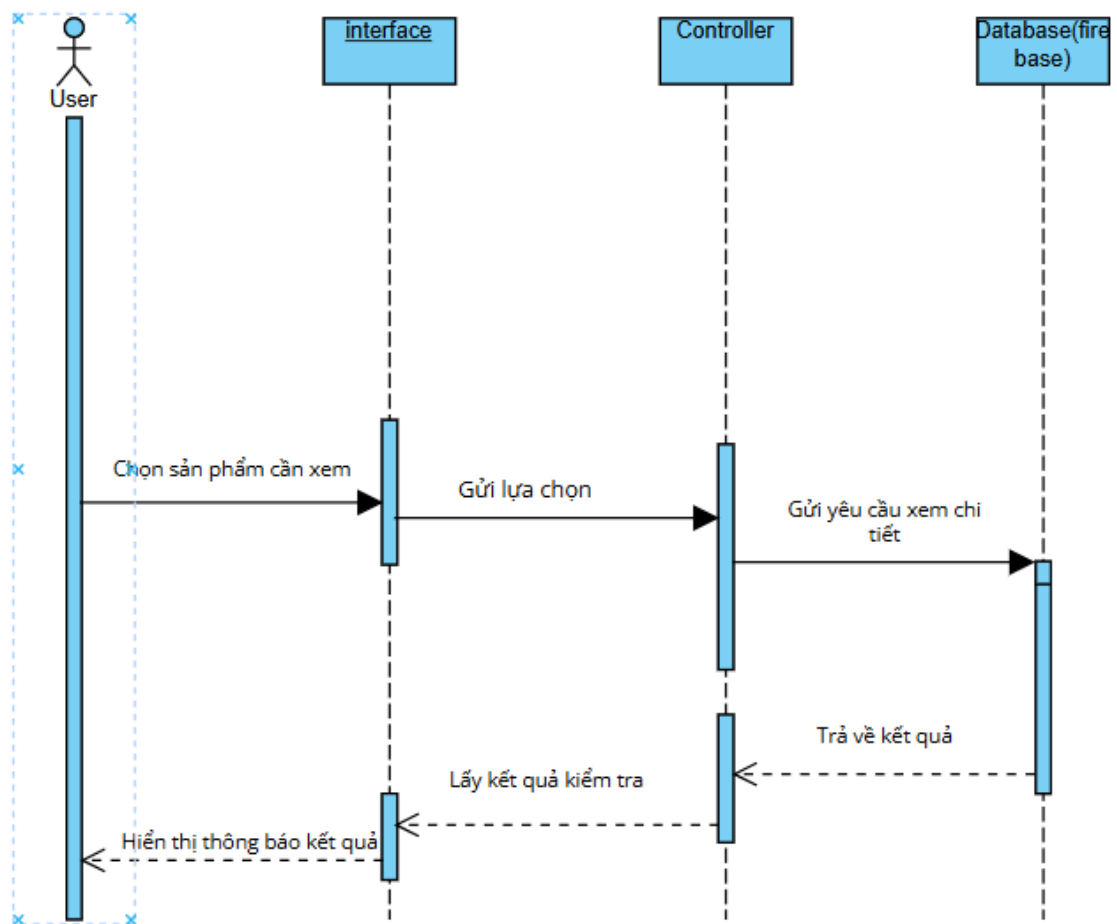 User
interface
Controller
Database(fire
base)
Chọn sản phẩm cần xem
Gửi lựa chọn
Gửi yêu cầu xem chi
tiết
Trả về kết quả
Lấy kết quả kiểm tra
Hiển thị thông báo kết quả